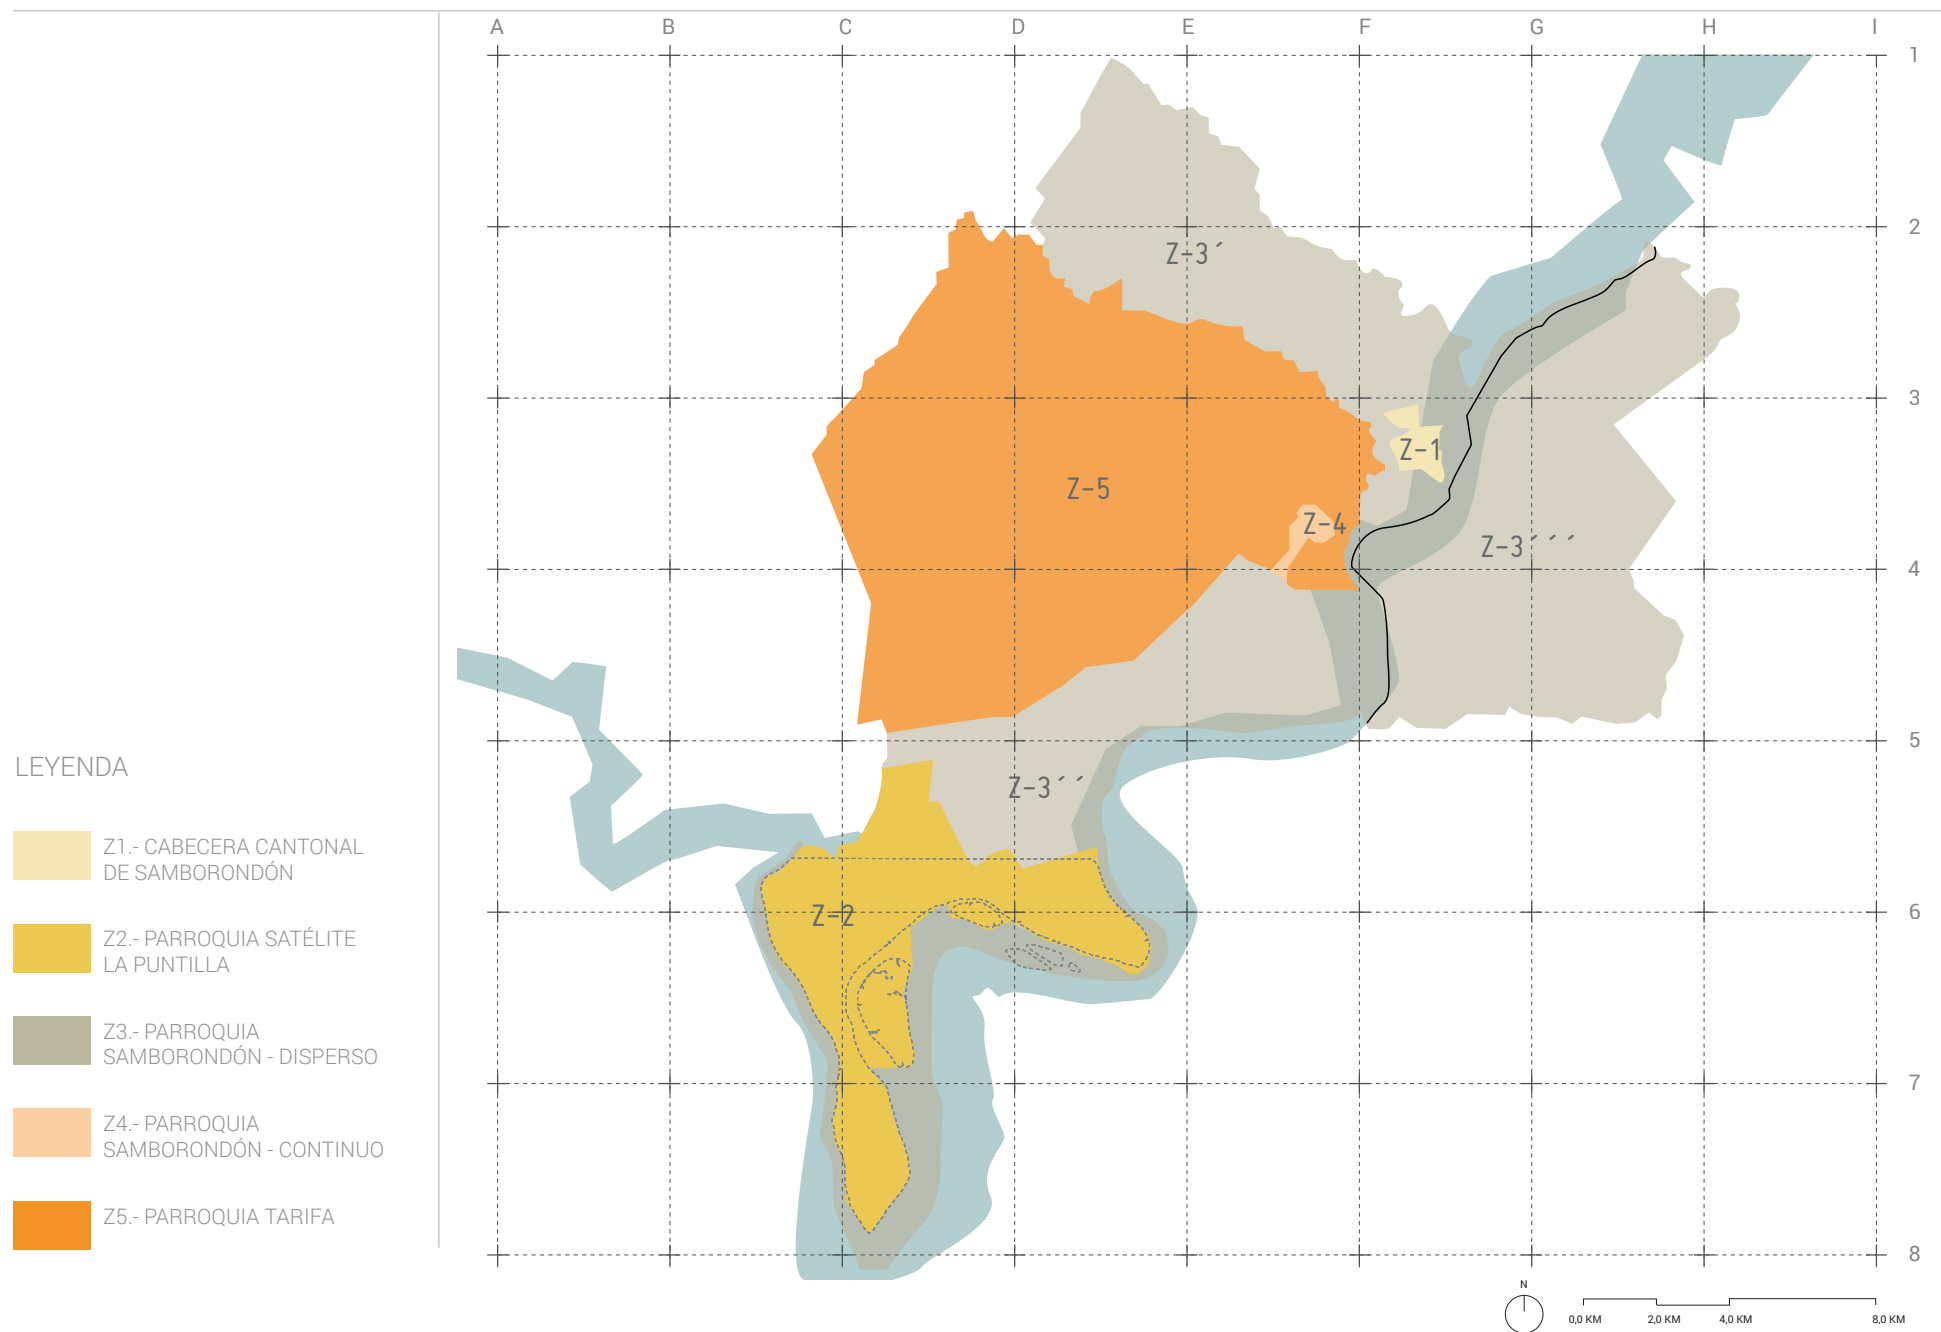 A B C D E F G H I
1
2
Z-3´
3
Z-1
Z-5
Z-4
Z-3´´´
4
5
LEYENDA
Z-3´´
Z1.- CABECERA CANTONAL
DE SAMBORONDÓN
6
Z-2
Z2.- PARROQUIA SATÉLITE
LA PUNTILLA
Z3.- PARROQUIA
SAMBORONDÓN - DISPERSO
7
Z4.- PARROQUIA
SAMBORONDÓN - CONTINUO
Z5.- PARROQUIA TARIFA
8
N
0,0 KM 2,0 KM 4,0 KM 8,0 KM